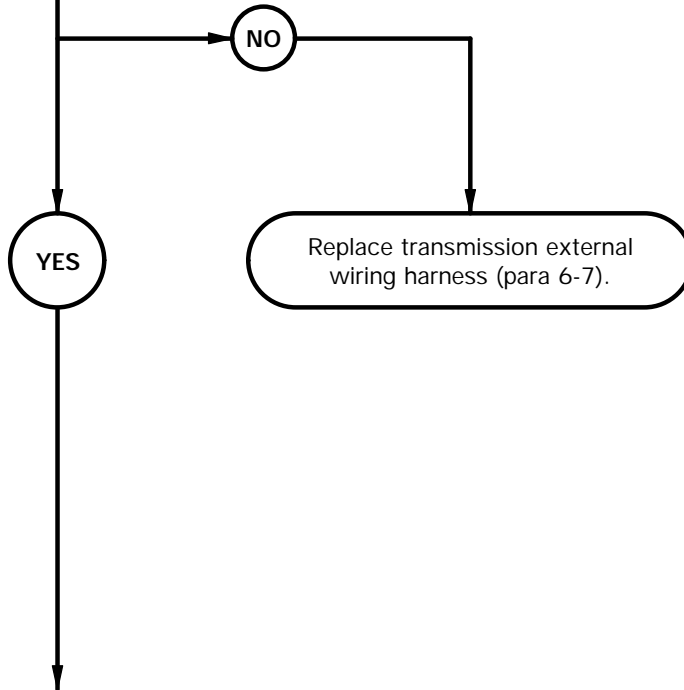 NO
YES
Replace transmission external
wiring harness (para 6-7).